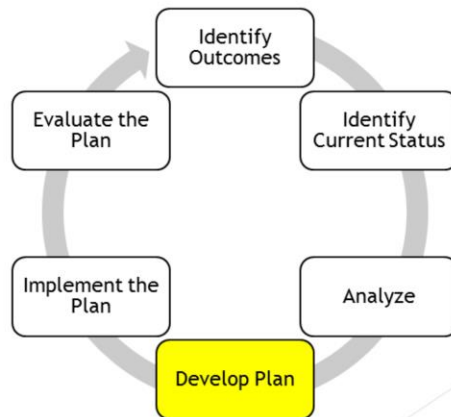 Identify
Outcomes
Identify
Current Status
Analyze
Develop Plan
Implement the
Plan
Evaluate the
Plan